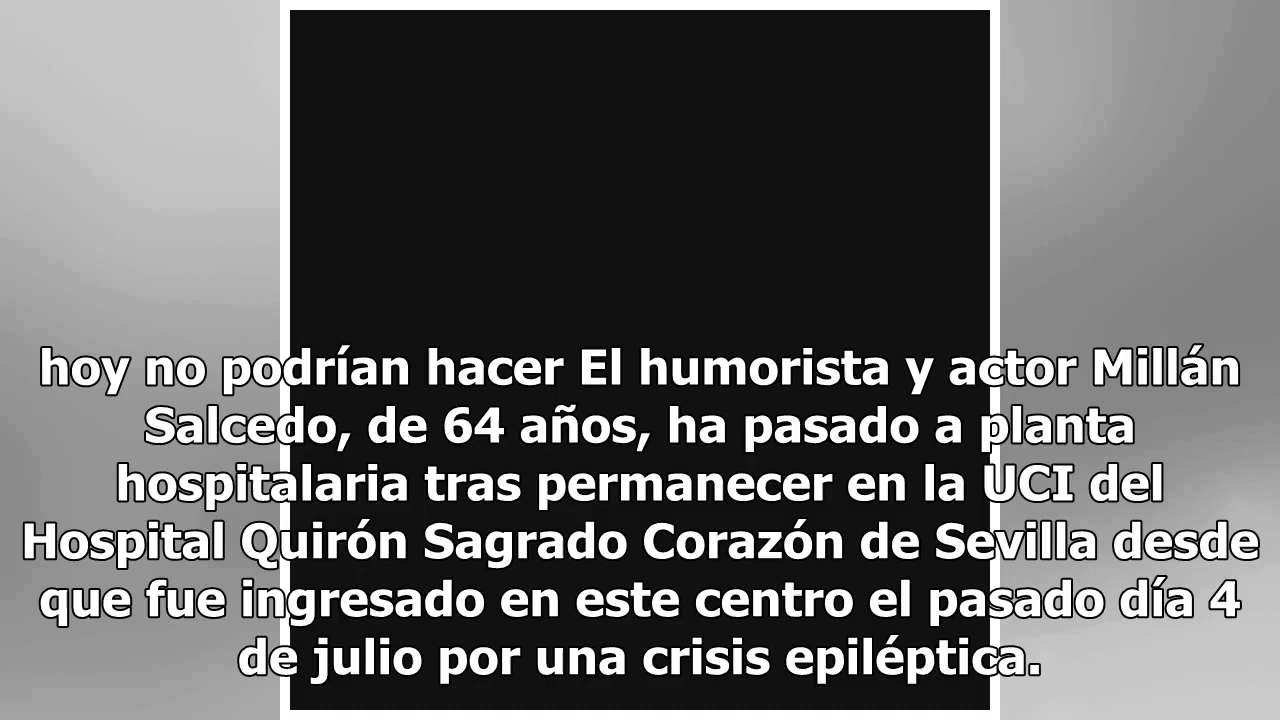 hoy no podrían hacer El humorista y actor Millán
Salcedo, de 64 años, ha pasado a planta
hospitalaria tras permanecer en la UCI del
Hospital Quirón Sagrado Corazón de Sevilla desde
que fue ingresado en este centro el pasado día 4
de julio por una crisis epiléptica.